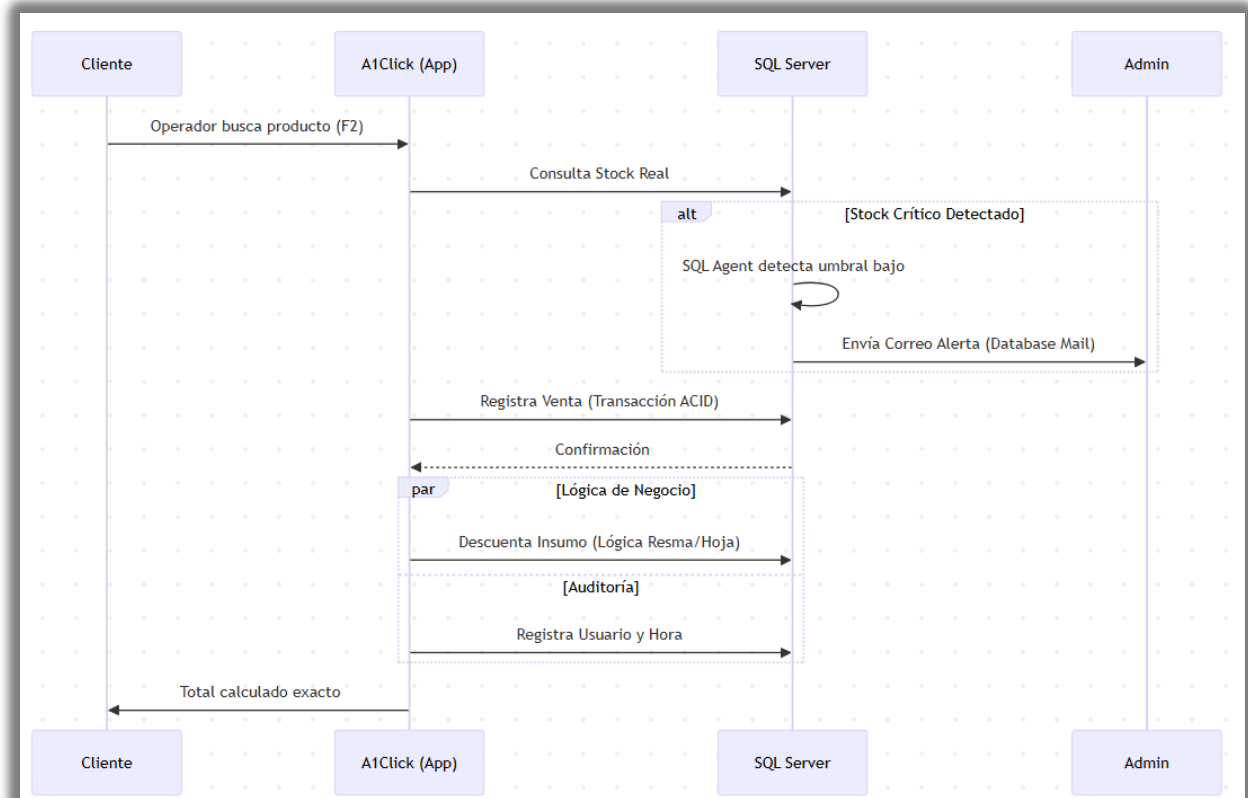 Cliente
A1Click (App)
SQL Server
Admin
Operador busca producto (F2)
Consulta Stock Real
alt
[Stock Crítico Detectado]
SQL Agent detecta umbral bajo
Envía Correo Alerta (Database Mail)
Registra Venta (Transacción ACID)
Confirmación
par
[Lógica de Negocio]
Descuenta Insumo (Lógica Resma/Hoja)
[Auditoría]
Registra Usuario y Hora
Total calculado exacto
Cliente
A1Click (App)
SQL Server
Admin